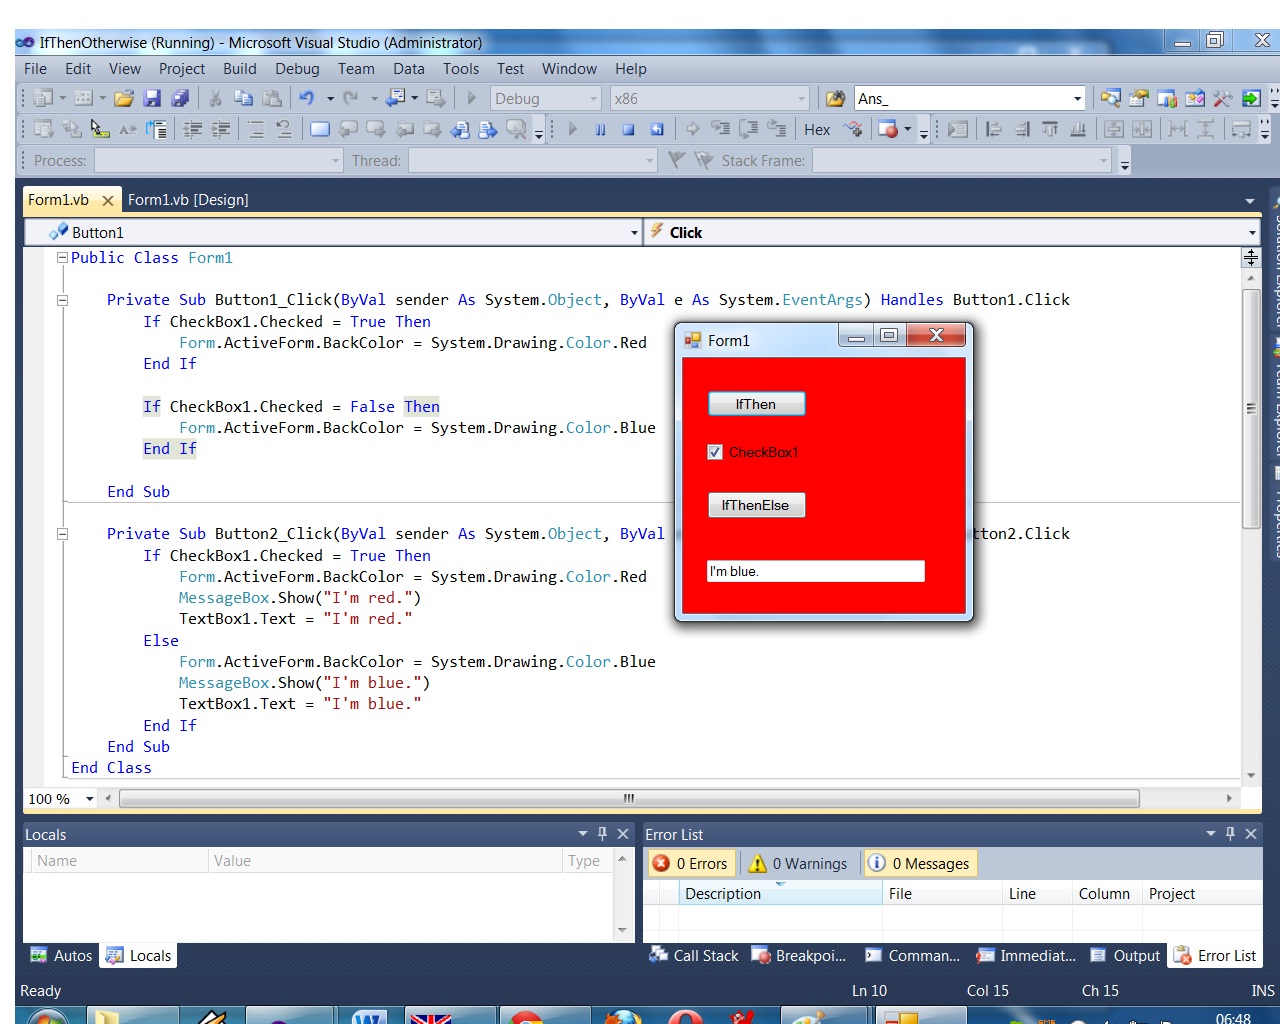 IfThenOtherwise (Running) - Microsoft Visual Studio (Administrator)
File Edit View Project Build Debug Team Data Tools Test Window Help
Debug x86 Ans_
Hex
Process: Thread: Stack Frame:
Form1.vb Form1.vb [Design]
Button1 Click
Public Class Form1
Private Sub Button1_Click(ByVal sender As System.Object, ByVal e As System.EventArgs) Handles Button1.Click
If CheckBox1.Checked = True Then
Form.ActiveForm.BackColor = System.Drawing.Color.Red
End If
If CheckBox1.Checked = False Then
Form.ActiveForm.BackColor = System.Drawing.Color.Blue
End If
End Sub
Private Sub Button2_Click(ByVal sender As System.Object, ByVal
tton2.Click
If CheckBox1.Checked = True Then
Form.ActiveForm.BackColor = System.Drawing.Color.Red
MessageBox.Show("I'm red.")
TextBox1.Text = "I'm red."
Else
Form.ActiveForm.BackColor = System.Drawing.Color.Blue
MessageBox.Show("I'm blue.")
TextBox1.Text = "I'm blue."
End If
End Sub
End Class
Form1
IfThen
CheckBox1
IfThenElse
I'm blue.
Solution Explorer
Team Explorer
Properties
100 %
Locals
Name Value Type
Autos Locals
Error List
0 Errors 0 Warnings 0 Messages
Description File Line Column Project
Call Stack Breakpoi... Comman... Immediat... Output Error List
Ready Ln 10 Col 15 Ch 15 INS
06:48